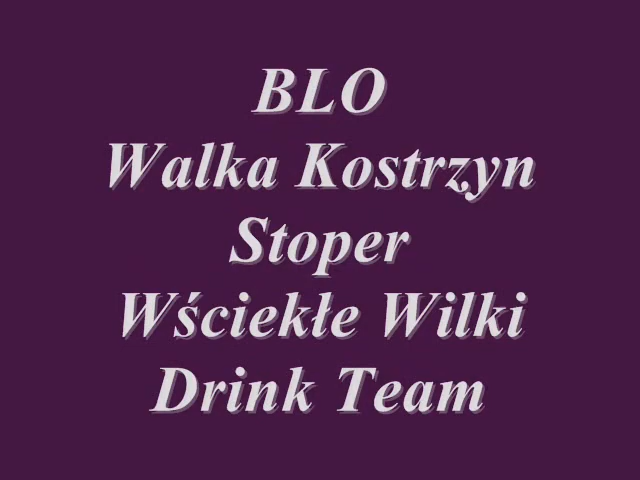 BLO
Walka Kostrzyn
Stoper
Wściekłe Wilki
Drink Team